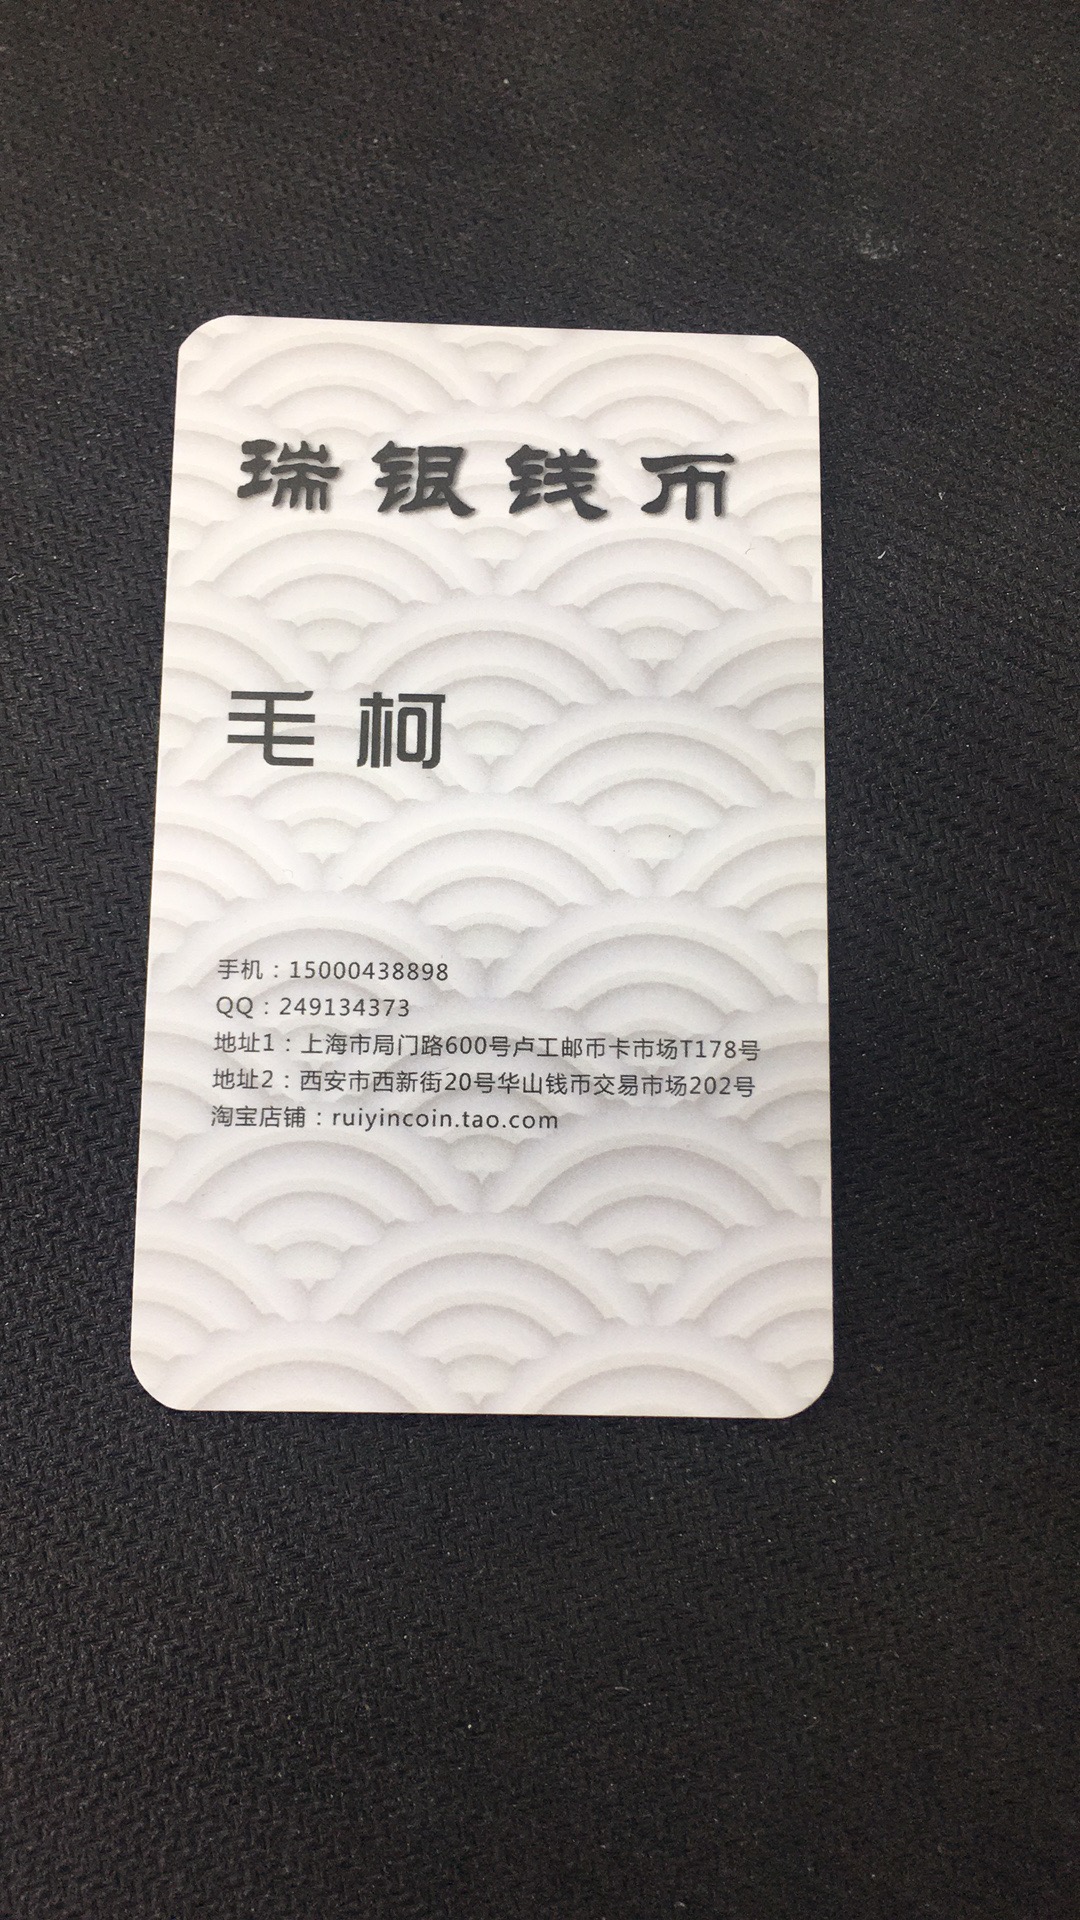 瑞银钱币
毛柯
手机：15000438898
QQ：249134373
地址1：上海市局门路600号卢工邮币卡市场T178号
地址2：西安市西新街20号华山钱币交易市场202号
淘宝店铺：ruiyincoin.tao.com